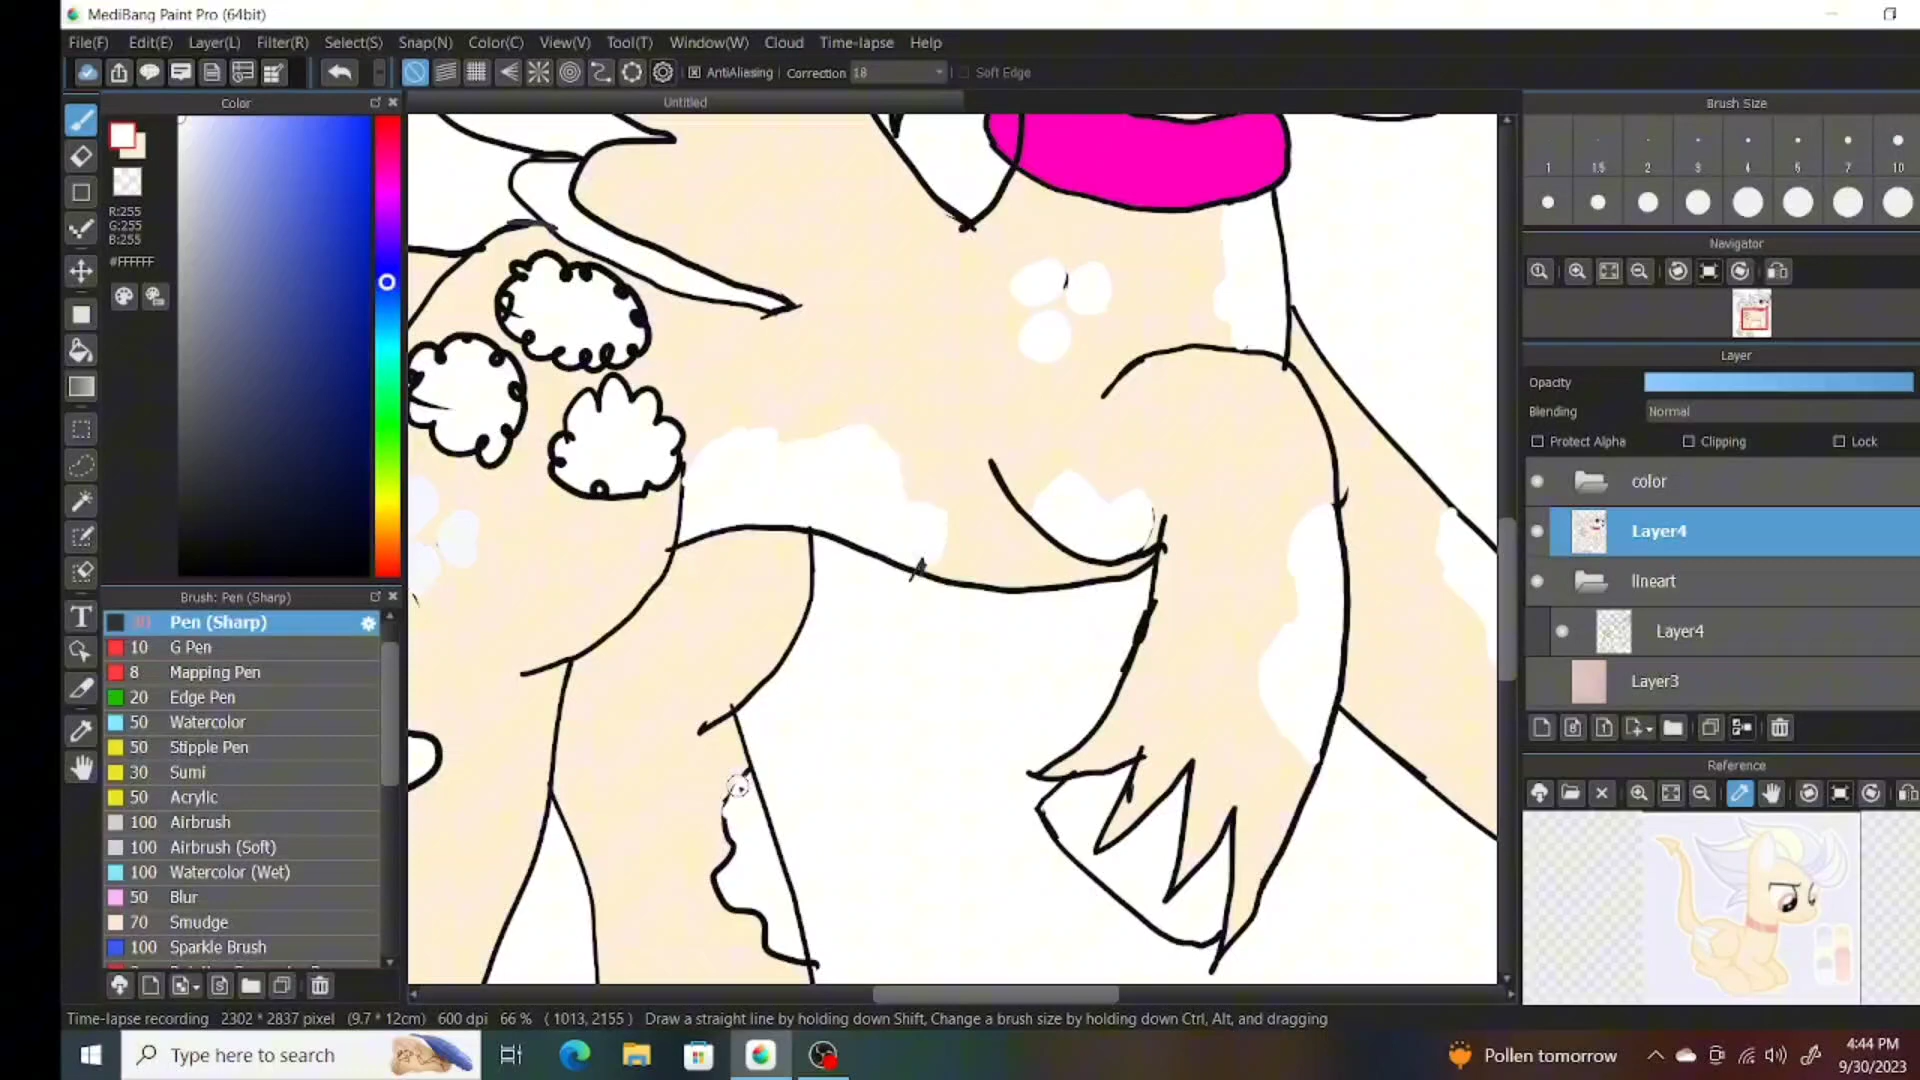 MediBang Paint Pro (64bit)
File(F) Edit(E) Layer(L) Filter(R) Select(S) Snap(N) Color(C) View(V) Tool(T) Window(W) Cloud Time-lapse Help
AntiAliasing Correction 18 Soft Edge
Color
Untitled
Brush Size
R:255
G:255
B:255
#FFFFFF
1 1.5 2 3 4 6 7 10
Navigator
Layer
Opacity
Blending Normal
Protect Alpha Clipping Lock
color
Layer4
lineart
Layer4
Layer3
Reference
Brush: Pen (Sharp)
Pen (Sharp)
10 G Pen
8 Mapping Pen
20 Edge Pen
50 Watercolor
50 Stipple Pen
30 Sumi
50 Acrylic
100 Airbrush
100 Airbrush (Soft)
100 Watercolor (Wet)
50 Blur
70 Smudge
100 Sparkle Brush
Time-lapse recording 2302 * 2837 pixel (9.7 * 12cm) 600 dpi 66 % ( 1013, 2155 ) Draw a straight line by holding down Shift, Change a brush size by holding down Ctrl, Alt, and dragging
Type here to search
Pollen tomorrow
4:44 PM
9/30/2023